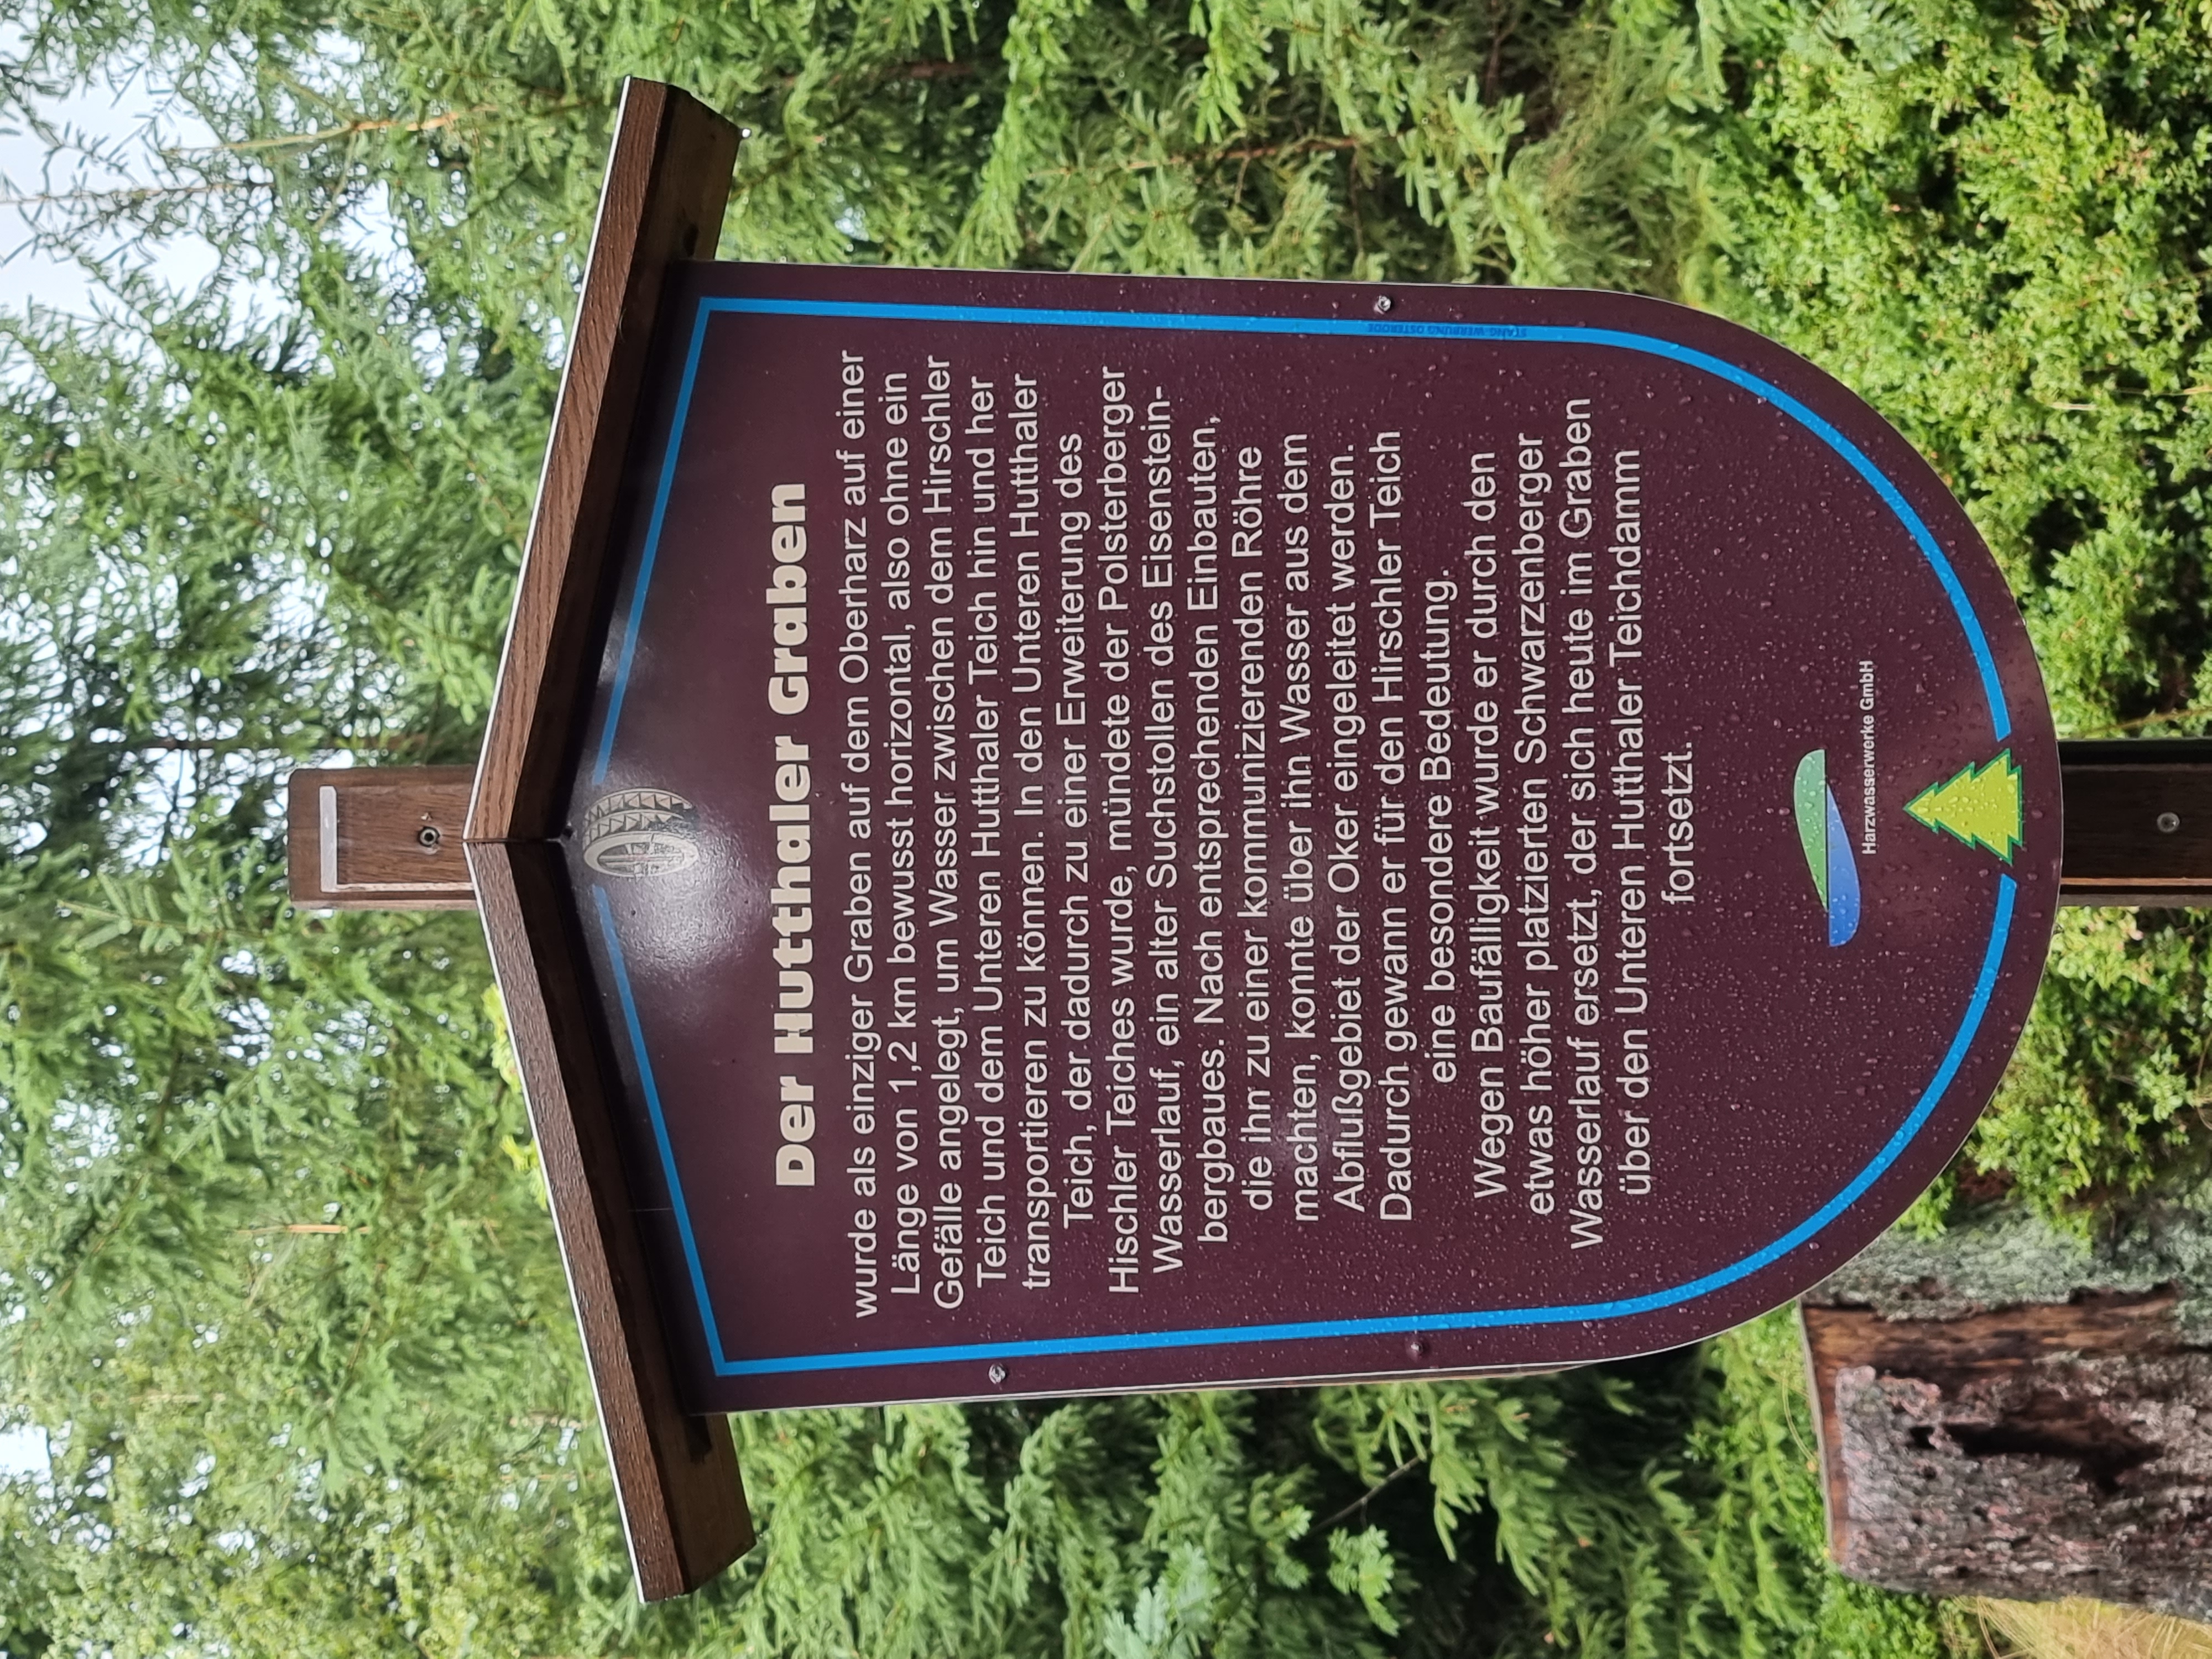 Der Hutthaler Graben
wurde als einziger Graben auf dem Oberharz auf einer
Länge von 1,2 km bewusst horizontal, also ohne ein
Gefälle angelegt, um Wasser zwischen dem Hirschler
Teich und dem Unteren Hutthaler Teich hin und her
transportieren zu können. In den Unteren Hutthaler
Teich, der dadurch zu einer Erweiterung des
Hischler Teiches wurde, mündete der Polsterberger
Wasserlauf, ein alter Suchstollen des Eisenstein-
bergbaues. Nach entsprechenden Einbauten,
die ihn zu einer kommunizierenden Röhre
machten, konnte über ihn Wasser aus dem
Abflußgebiet der Oker eingeleitet werden.
Dadurch gewann er für den Hirschler Teich
eine besondere Bedeutung.
Wegen Baufälligkeit wurde er durch den
etwas höher platzierten Schwarzenberger
Wasserlauf ersetzt, der sich heute im Graben
über den Unteren Hutthaler Teichdamm
fortsetzt.
Harzwasserwerke GmbH
STANG-WERBUNG OSTERODE